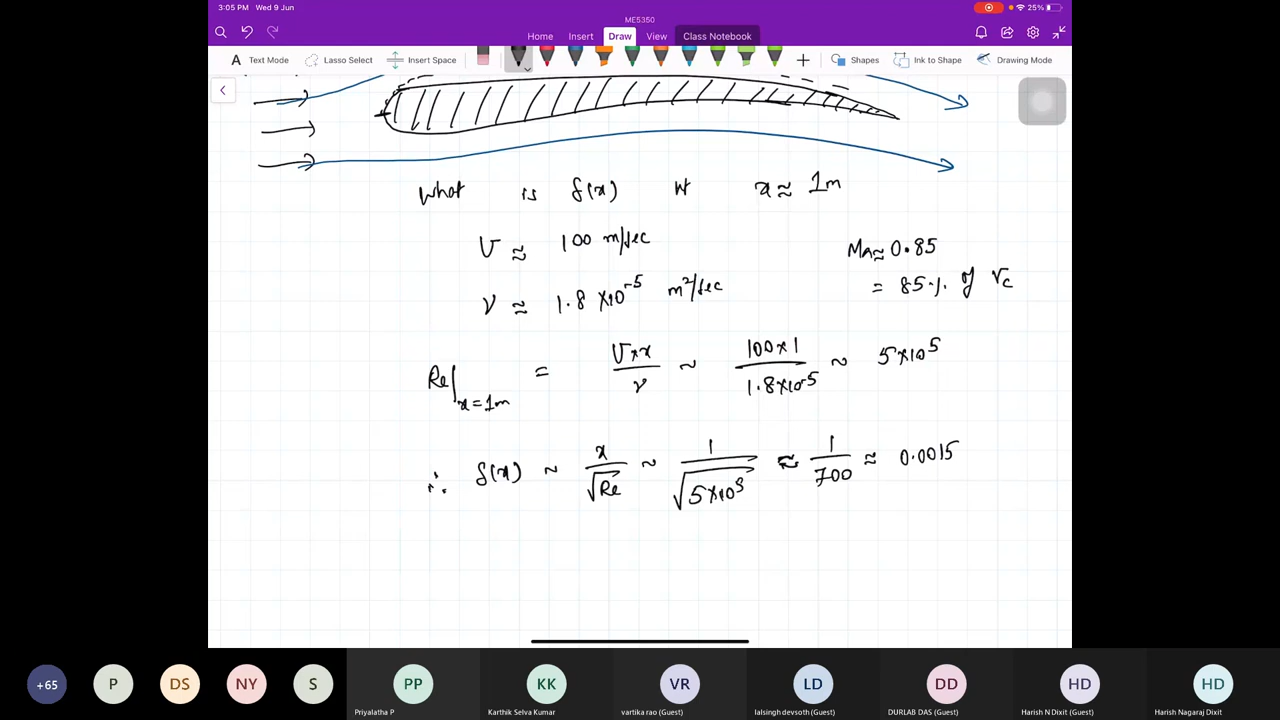 3:05 PM Wed 9 Jun
25%
ME5350
Home Insert Draw View Class Notebook
Text Mode Lasso Select Insert Space Shapes Ink to Shape Drawing Mode
What is δ(x) at x ≈ 1m
U ≈ 100 m/sec
Ma ≈ 0.85
ν ≈ 1.8 × 10^-5 m²/sec
= 85% of Vc
Re|x=1m = U×x/ν ~ 100×1/1.8×10^-5 ~ 5×10^5
∴ δ(x) ~ x/√Re ~ 1/√5×10^5 ≈ 1/700 ≈ 0.0015
+65 P DS NY S PP KK VR LD DD HD HD
Priyalatha P Karthik Selva Kumar vartika rao (Guest) lalsingh devsoth (Guest) DURLAB DAS (Guest) Harish N Dixit (Guest) Harish Nagaraj Dixit